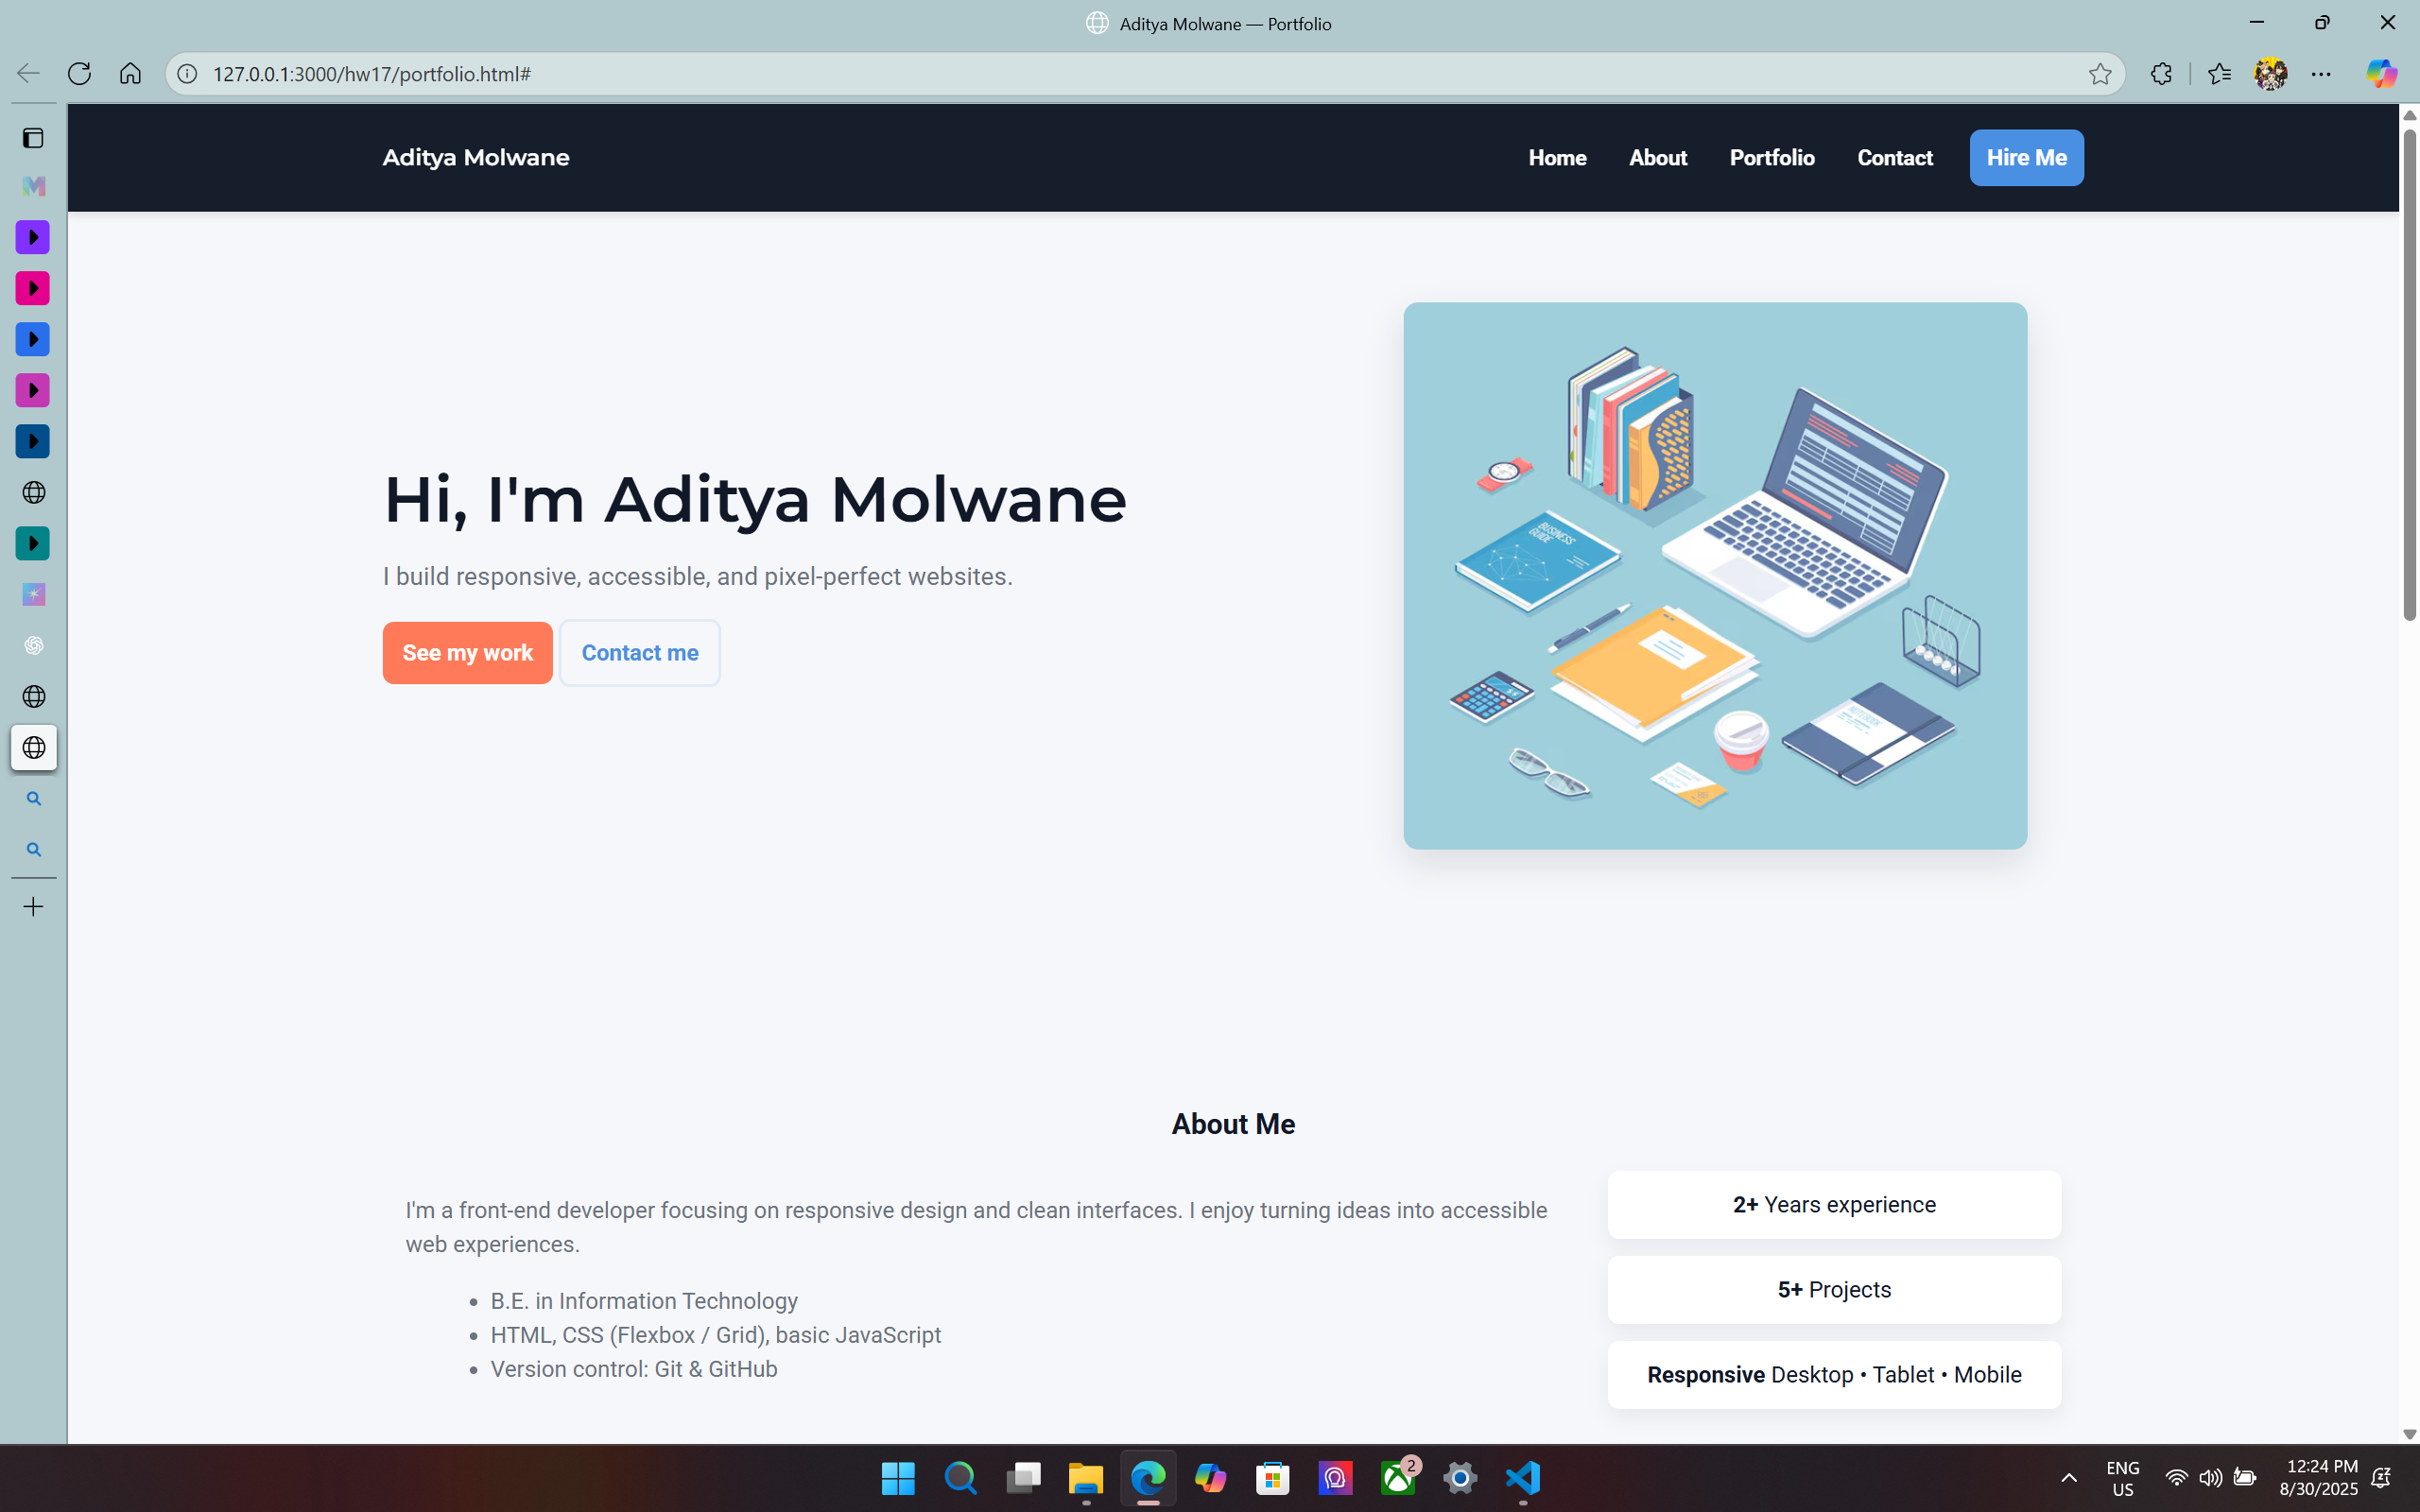 Aditya Molwane — Portfolio
127.0.0.1:3000/hw17/portfolio.html#
Aditya Molwane
Home About Portfolio Contact Hire Me
BUSINESS
GUIDE
NOTEBOOK
Hi, I'm Aditya Molwane
I build responsive, accessible, and pixel-perfect websites.
See my work Contact me
About Me
I'm a front-end developer focusing on responsive design and clean interfaces. I enjoy turning ideas into accessible
web experiences.
• B.E. in Information Technology
• HTML, CSS (Flexbox / Grid), basic JavaScript
• Version control: Git & GitHub
2+ Years experience
5+ Projects
Responsive Desktop • Tablet • Mobile
2
ENG
US
12:24 PM
8/30/2025